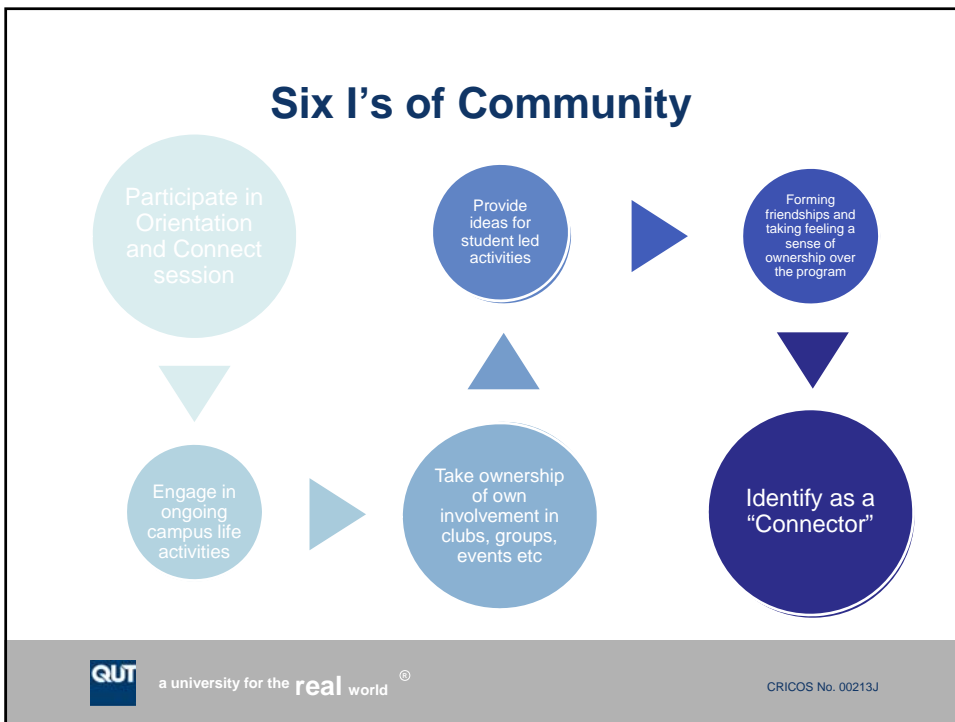 Six I’s of Community
Participate in
Orientation
and Connect
session
Engage in
ongoing
campus life
activities
Take ownership
of own
involvement in
clubs, groups,
events etc
Provide
ideas for
student led
activities
Forming
friendships and
taking feeling a
sense of
ownership over
the program
Identify as a
“Connector”
QUT
a university for the real world ®
CRICOS No. 00213J